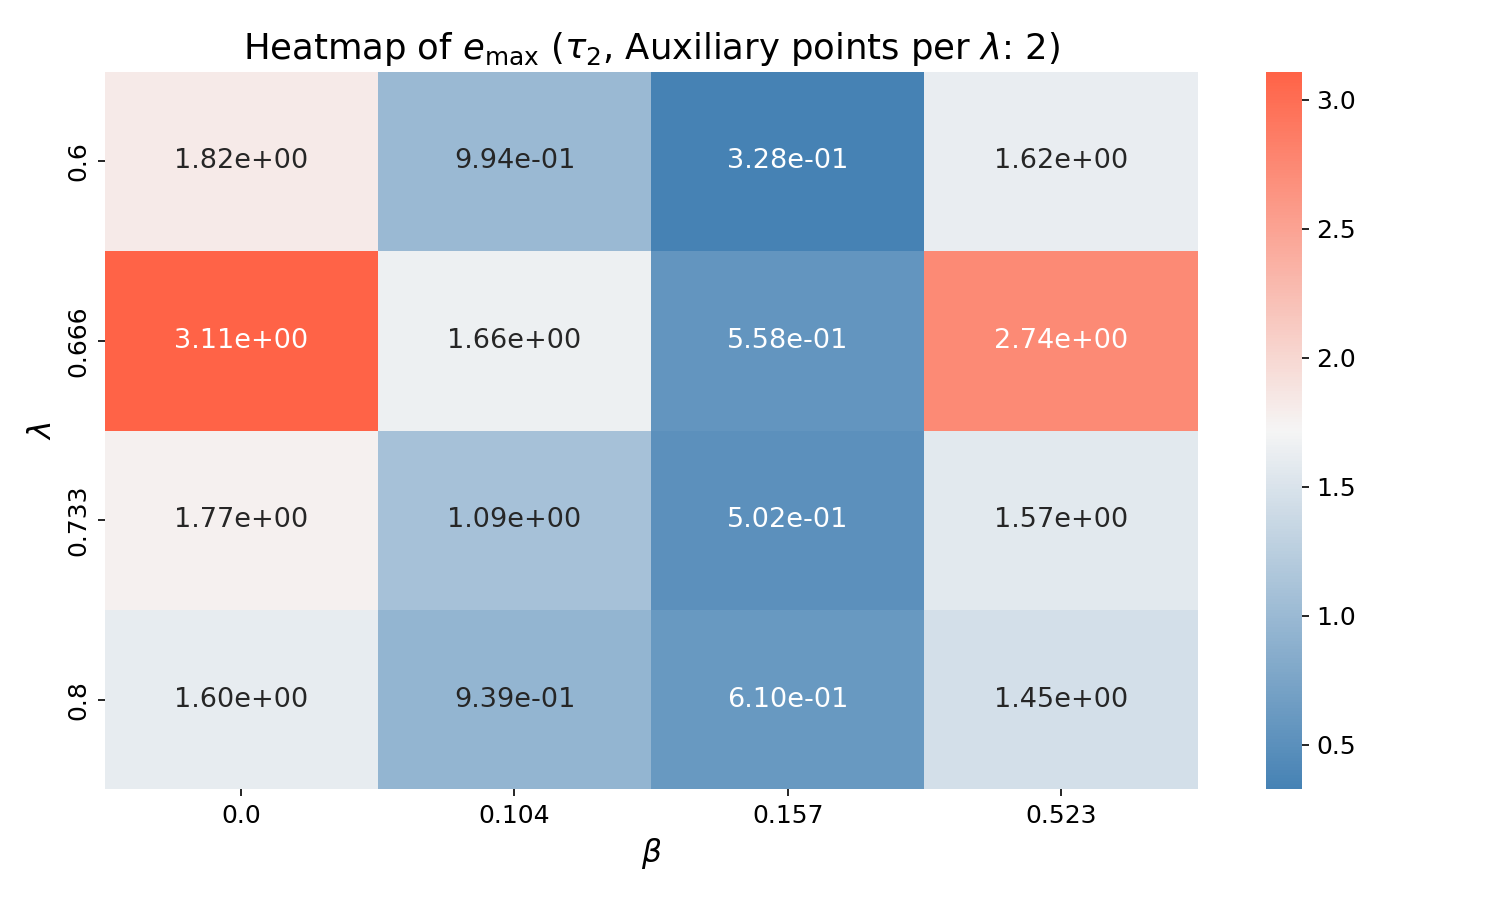 Heatmap of e_max (τ_2, Auxiliary points per λ: 2)
λ
0.6 1.82e+00 9.94e-01 3.28e-01 1.62e+00
0.666 3.11e+00 1.66e+00 5.58e-01 2.74e+00
0.733 1.77e+00 1.09e+00 5.02e-01 1.57e+00
0.8 1.60e+00 9.39e-01 6.10e-01 1.45e+00
0.0 0.104 0.157 0.523
β
3.0
2.5
2.0
1.5
1.0
0.5